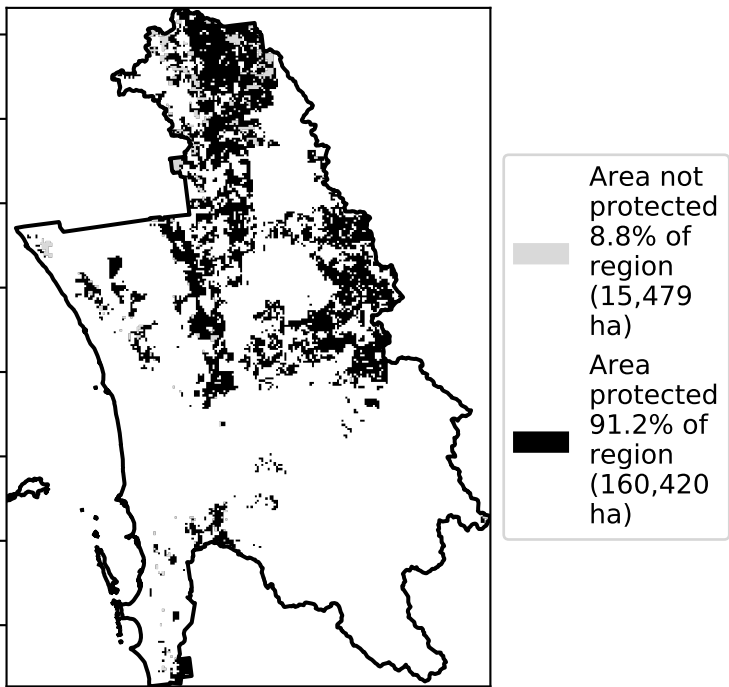 Area not
protected
8.8% of
region
(15,479
ha)
Area
protected
91.2% of
region
(160,420
ha)